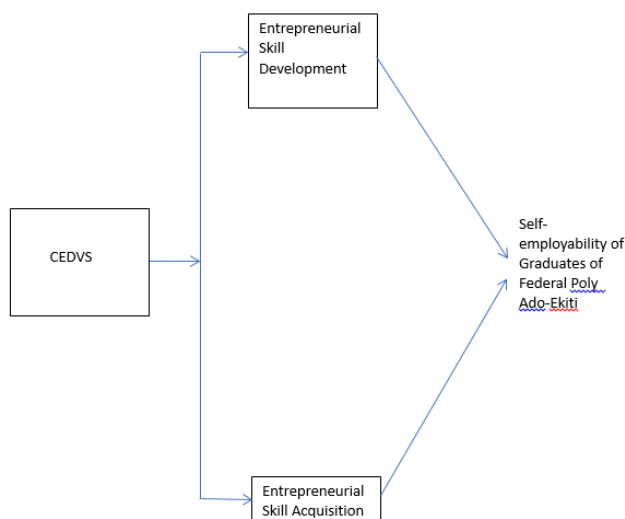 Entrepreneurial
Skill
Development
CEDVS
Self-
employability of
Graduates of
Federal Poly
Ado-Ekiti
Entrepreneurial
Skill Acquisition